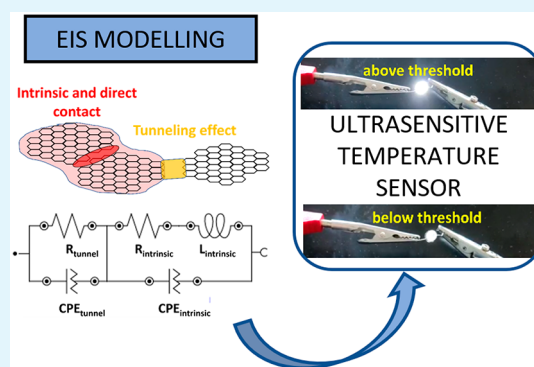 EIS MODELLING
Intrinsic and direct
contact
Tunneling effect
R_tunnel
R_intrinsic
L_intrinsic
CPE_tunnel
CPE_intrinsic
above threshold
ULTRASENSITIVE
TEMPERATURE
SENSOR
below threshold